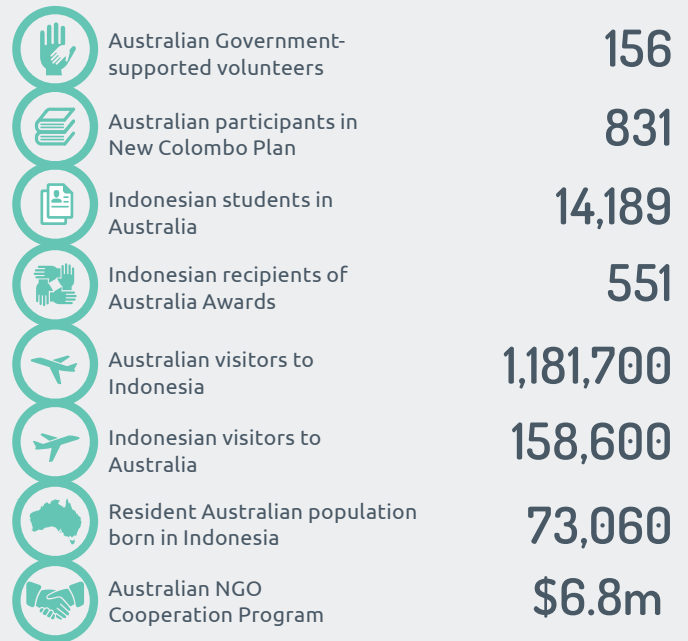 Australian Government-
supported volunteers
156
Australian participants in
New Colombo Plan
831
Indonesian students in
Australia
14,189
Indonesian recipients of
Australia Awards
551
Australian visitors to
Indonesia
1,181,700
Indonesian visitors to
Australia
158,600
Resident Australian population
born in Indonesia
73,060
Australian NGO
Cooperation Program
$6.8m